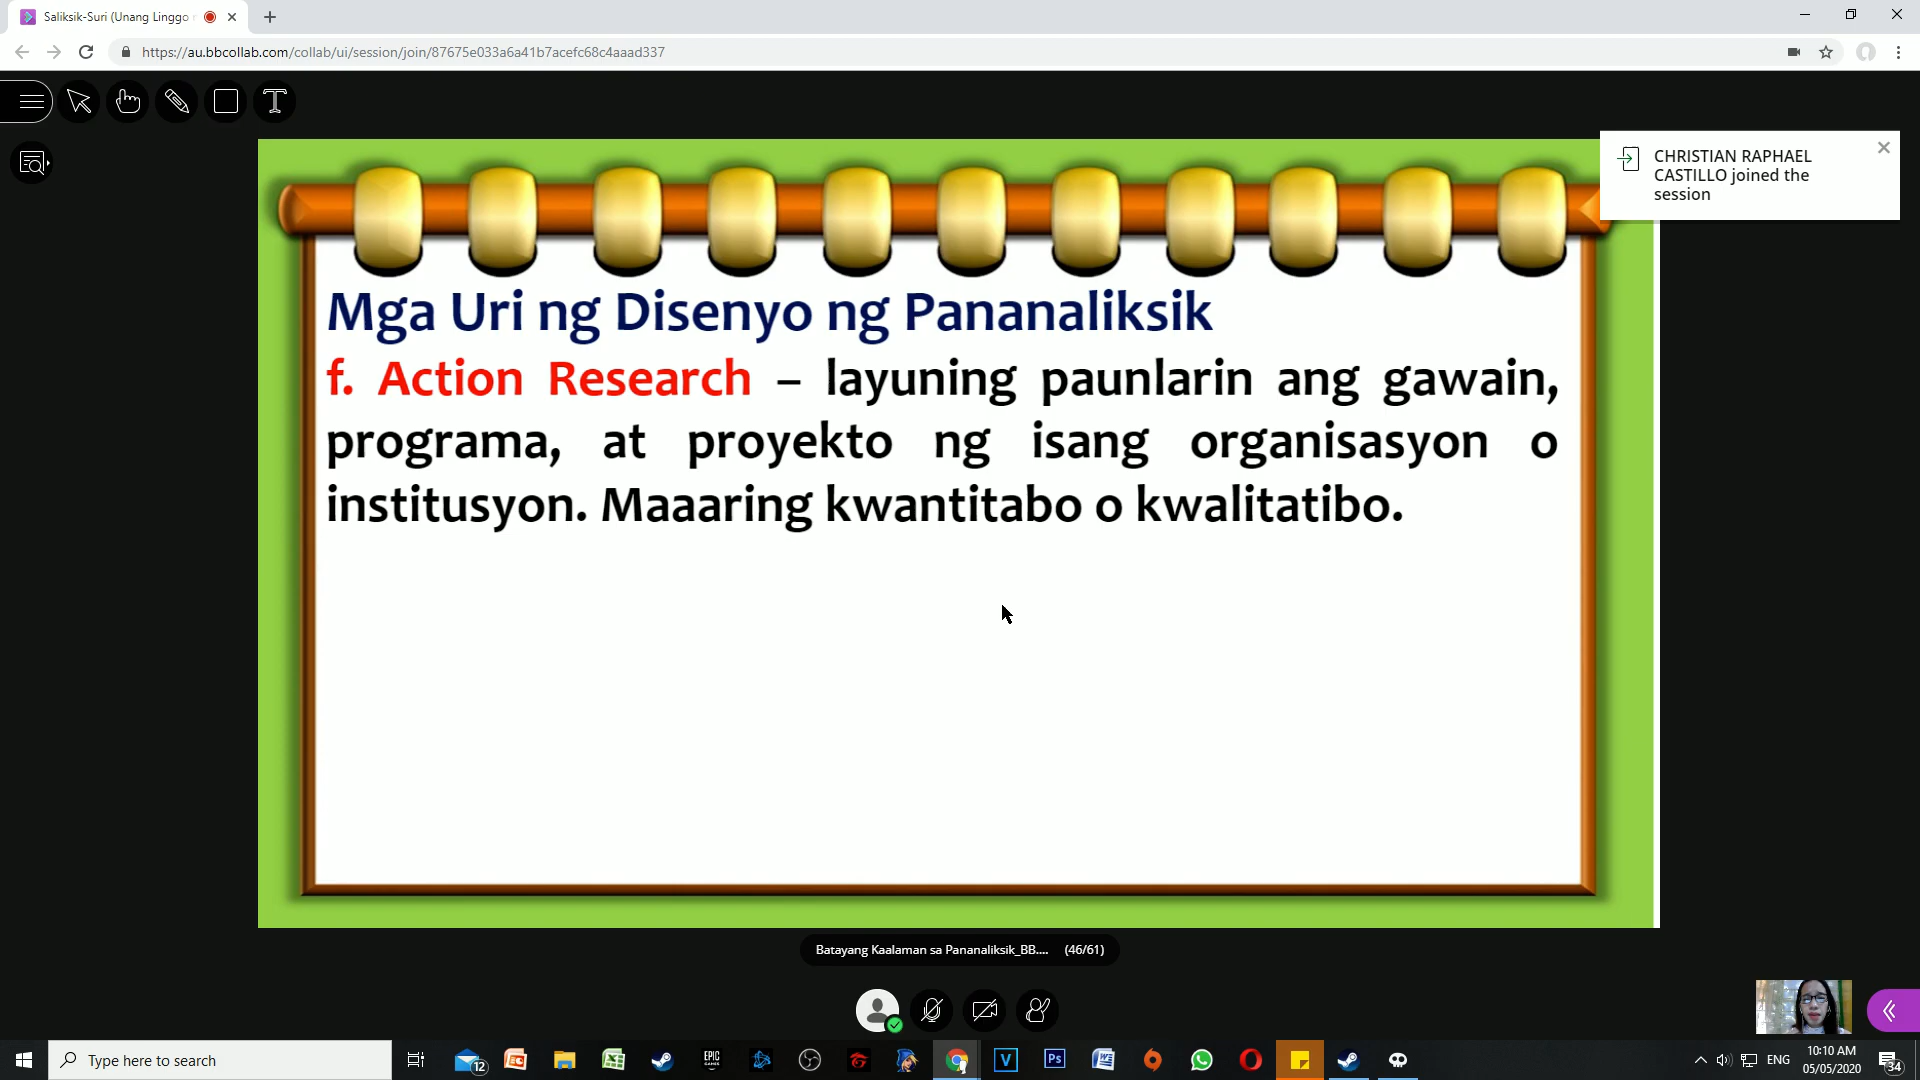 Saliksik-Suri (Unang Linggo
https://au.bbcollab.com/collab/ui/session/join/87675e033a6a41b7acefc68c4aaad337
CHRISTIAN RAPHAEL
CASTILLO joined the
session
Mga Uri ng Disenyo ng Pananaliksik
f. Action Research – layuning paunlarin ang gawain,
programa, at proyekto ng isang organisasyon o
institusyon. Maaaring kwantitabo o kwalitatibo.
Batayang Kaalaman sa Pananaliksik_BB.... (46/61)
Type here to search
12
EPIC
GAMES
V
Ps
ENG
10:10 AM
05/05/2020
34